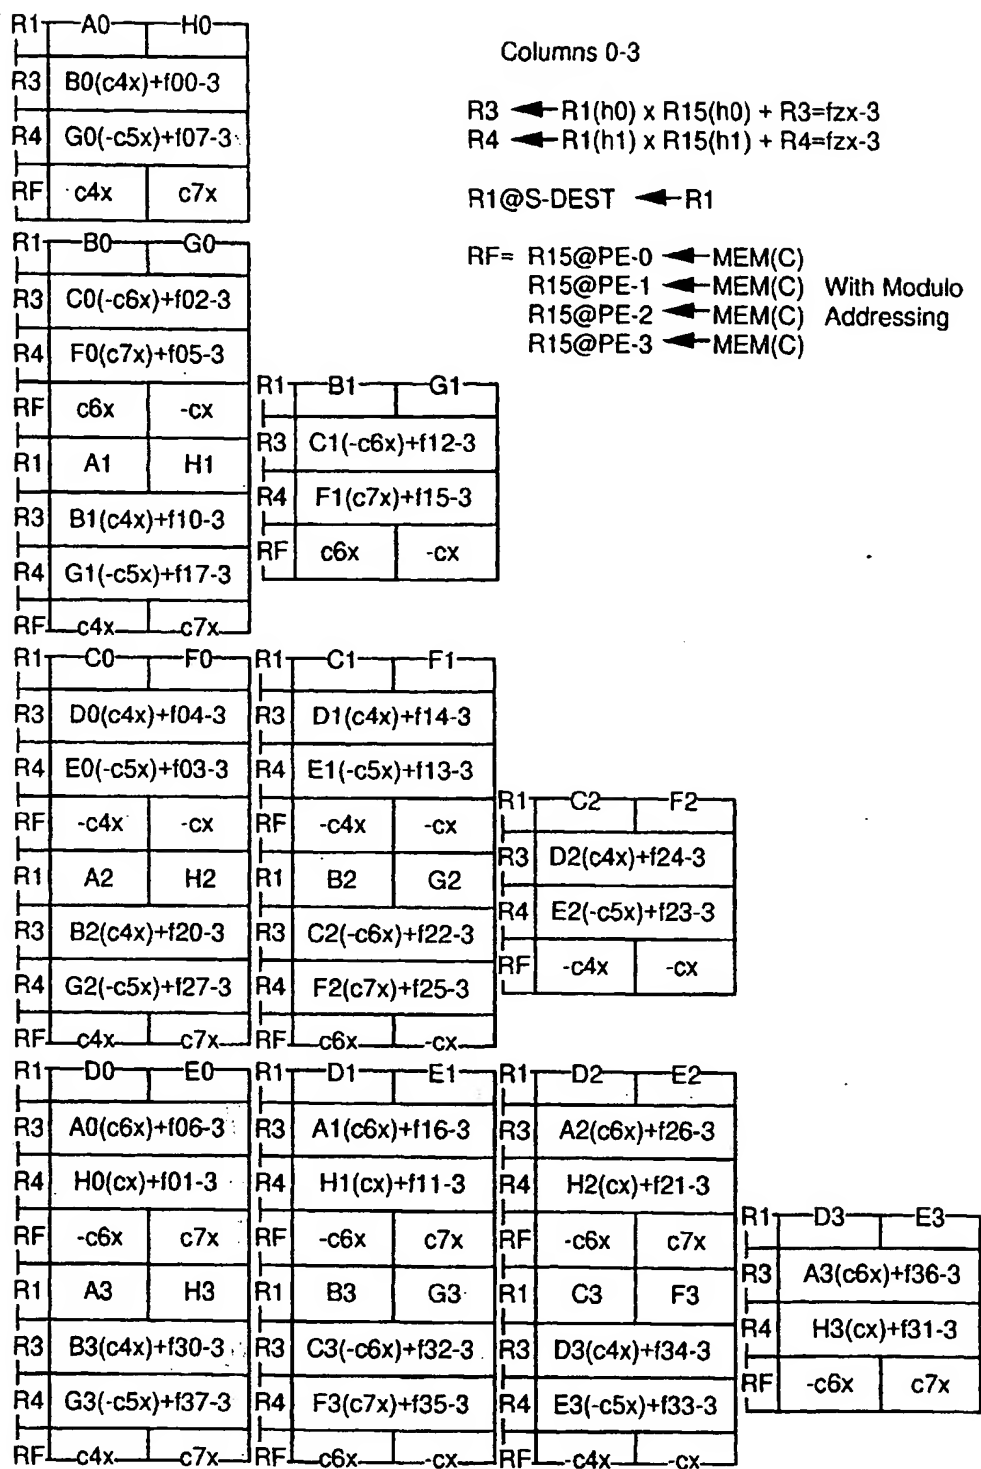 R1 A0 H0
R3 B0(c4x)+f00-3
R4 G0(-c5x)+f07-3
RF c4x c7x
Columns 0-3
R3 ◄— R1(h0) x R15(h0) + R3=fzx-3
R4 ◄— R1(h1) x R15(h1) + R4=fzx-3
R1@S-DEST ◄— R1
RF= R15@PE-0 ◄— MEM(C)
R15@PE-1 ◄— MEM(C) With Modulo
R15@PE-2 ◄— MEM(C) Addressing
R15@PE-3 ◄— MEM(C)
R1 B0 G0
R3 C0(-c6x)+f02-3
R4 F0(c7x)+f05-3
RF c6x -cx
R1 A1 H1
R3 B1(c4x)+f10-3
R4 G1(-c5x)+f17-3
RF c4x c7x
R1 B1 G1
R3 C1(-c6x)+f12-3
R4 F1(c7x)+f15-3
RF c6x -cx
R1 C0 F0
R3 D0(c4x)+f04-3
R4 E0(-c5x)+f03-3
RF -c4x -cx
R1 A2 H2
R3 B2(c4x)+f20-3
R4 G2(-c5x)+f27-3
RF c4x c7x
R1 C1 F1
R3 D1(c4x)+f14-3
R4 E1(-c5x)+f13-3
RF -c4x -cx
R1 B2 G2
R3 C2(-c6x)+f22-3
R4 F2(c7x)+f25-3
RF c6x -cx
R1 C2 F2
R3 D2(c4x)+f24-3
R4 E2(-c5x)+f23-3
RF -c4x -cx
R1 D0 E0
R3 A0(c6x)+f06-3
R4 H0(cx)+f01-3
RF -c6x c7x
R1 A3 H3
R3 B3(c4x)+f30-3
R4 G3(-c5x)+f37-3
RF c4x c7x
R1 D1 E1
R3 A1(c6x)+f16-3
R4 H1(cx)+f11-3
RF -c6x c7x
R1 B3 G3
R3 C3(-c6x)+f32-3
R4 F3(c7x)+f35-3
RF c6x -cx
R1 D2 E2
R3 A2(c6x)+f26-3
R4 H2(cx)+f21-3
RF -c6x c7x
R1 C3 F3
R3 D3(c4x)+f34-3
R4 E3(-c5x)+f33-3
RF -c4x -cx
R1 D3 E3
R3 A3(c6x)+f36-3
R4 H3(cx)+f31-3
RF -c6x c7x